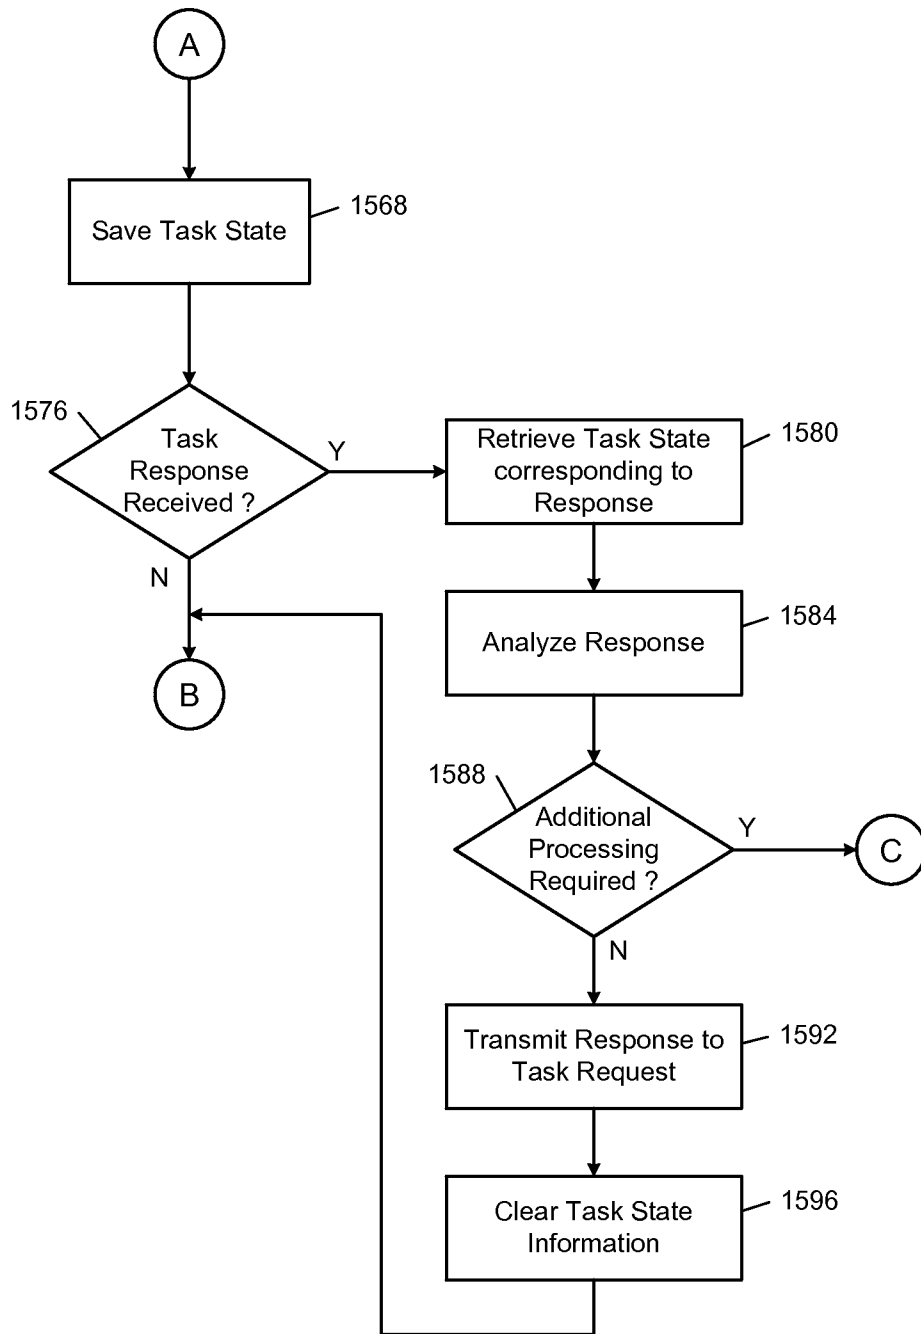 A
Save Task State
1568
1576
Task
Response
Received ?
Y
N
B
Retrieve Task State
corresponding to
Response
1580
Analyze Response
1584
1588
Additional
Processing
Required ?
Y
C
N
Transmit Response to
Task Request
1592
Clear Task State
Information
1596